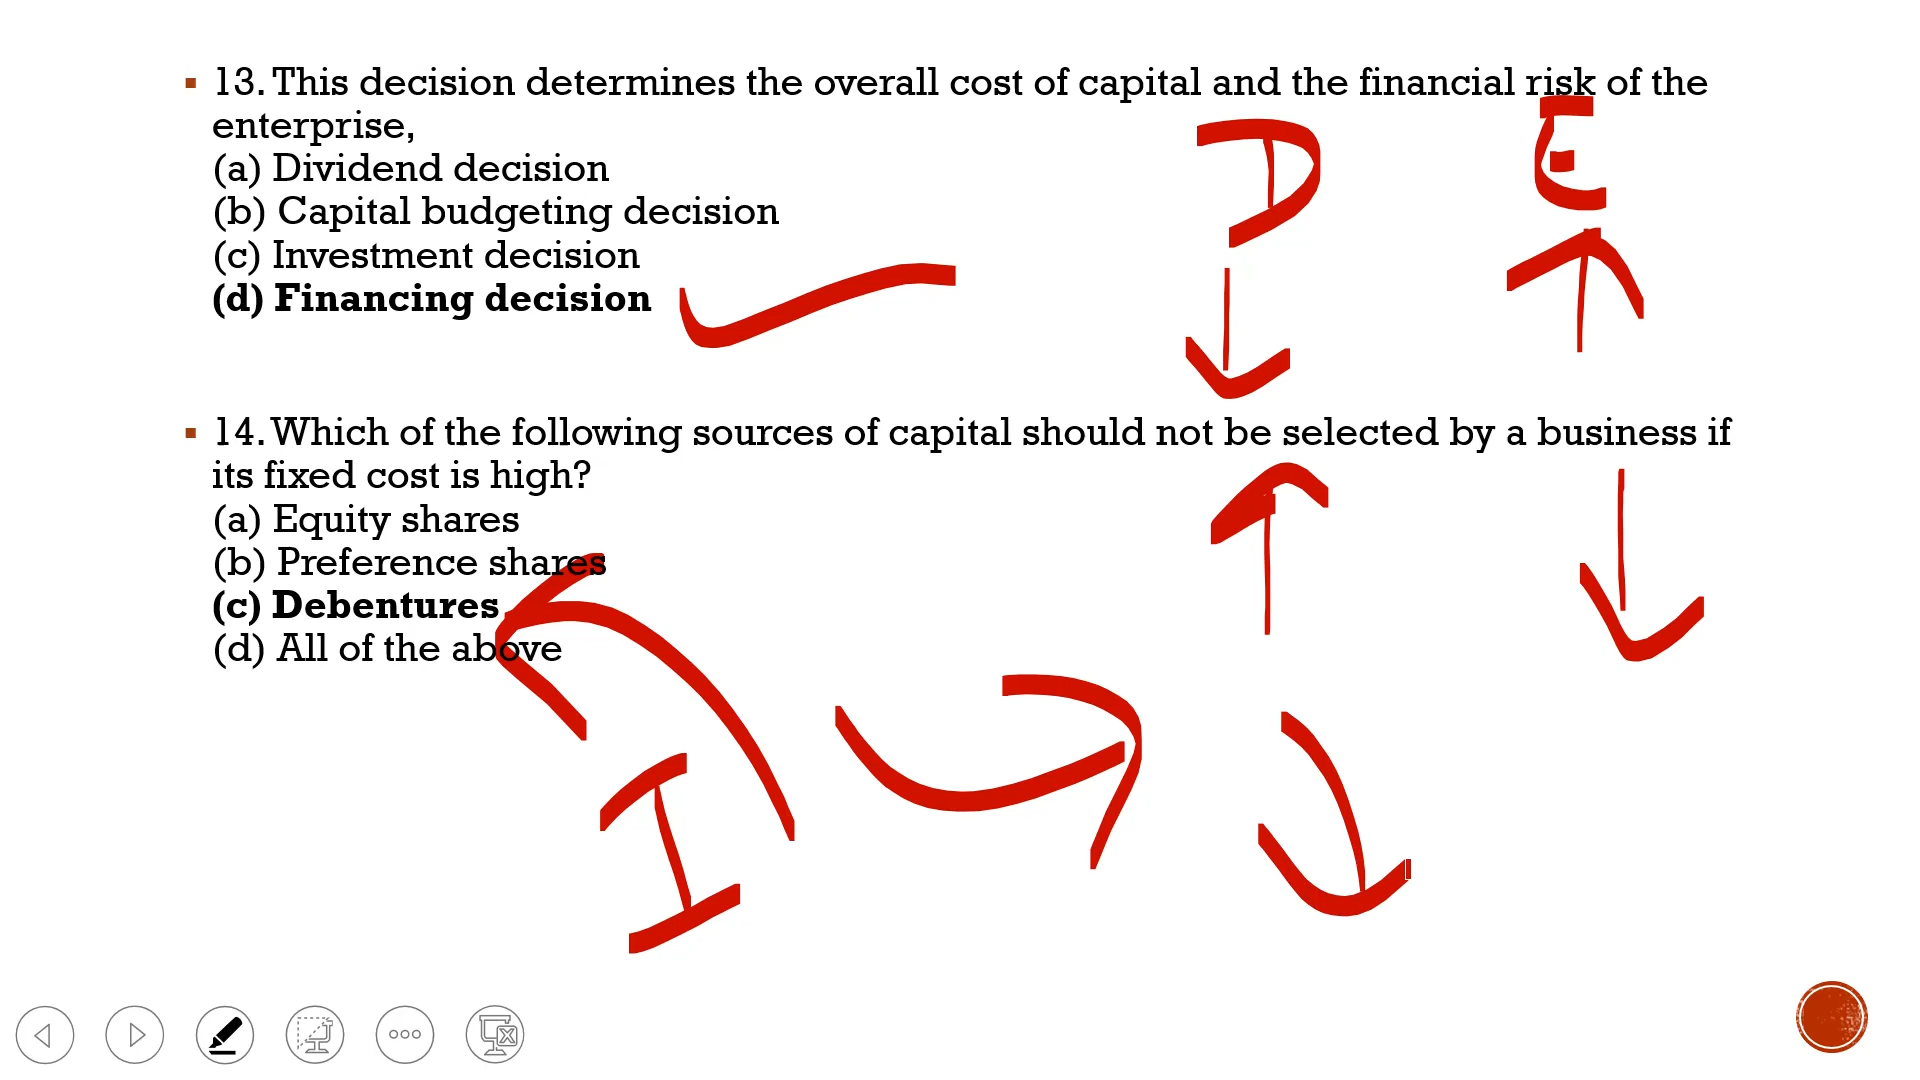 13. This decision determines the overall cost of capital and the financial risk of the
enterprise,
(a) Dividend decision
(b) Capital budgeting decision
(c) Investment decision
(d) Financing decision
D E
14. Which of the following sources of capital should not be selected by a business if
its fixed cost is high?
(a) Equity shares
(b) Preference shares
(c) Debentures
(d) All of the above
I